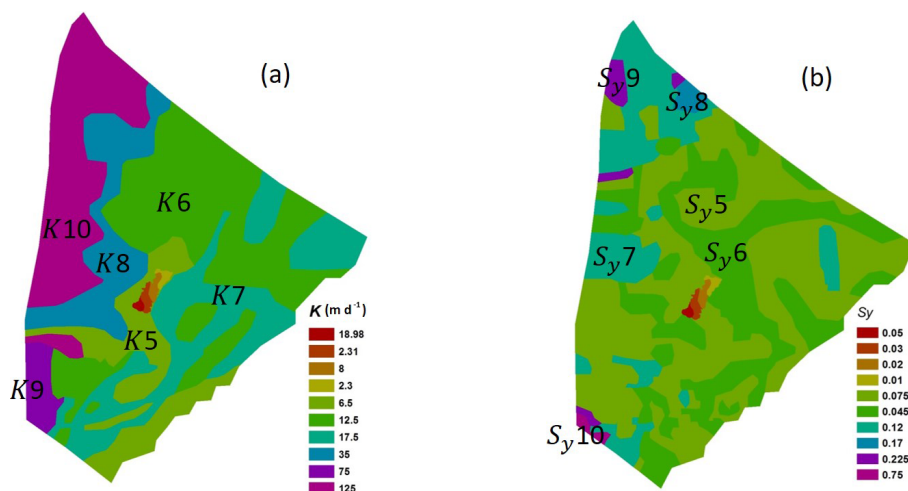 (a)
K6
K10
K8
K7
K5
K9
K (m d⁻¹)
18.98
2.31
8
2.3
6.5
12.5
17.5
35
75
125
(b)
Sy9
Sy8
Sy5
Sy7
Sy6
Sy10
Sy
0.05
0.03
0.02
0.01
0.075
0.045
0.12
0.17
0.225
0.75